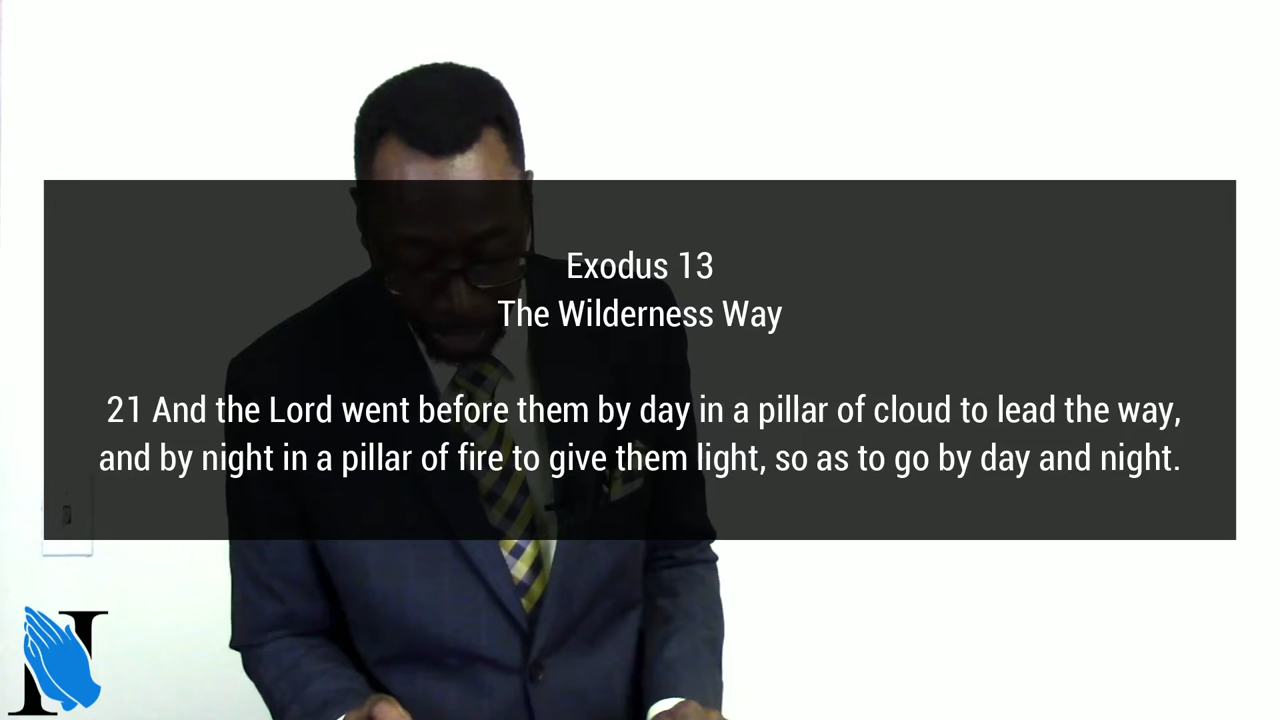 Exodus 13
The Wilderness Way
21 And the Lord went before them by day in a pillar of cloud to lead the way,
and by night in a pillar of fire to give them light, so as to go by day and night.
N